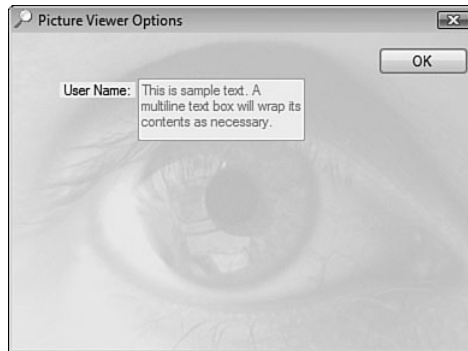 Picture Viewer Options
OK
User Name:
This is sample text. A
multiline text box will wrap its
contents as necessary.